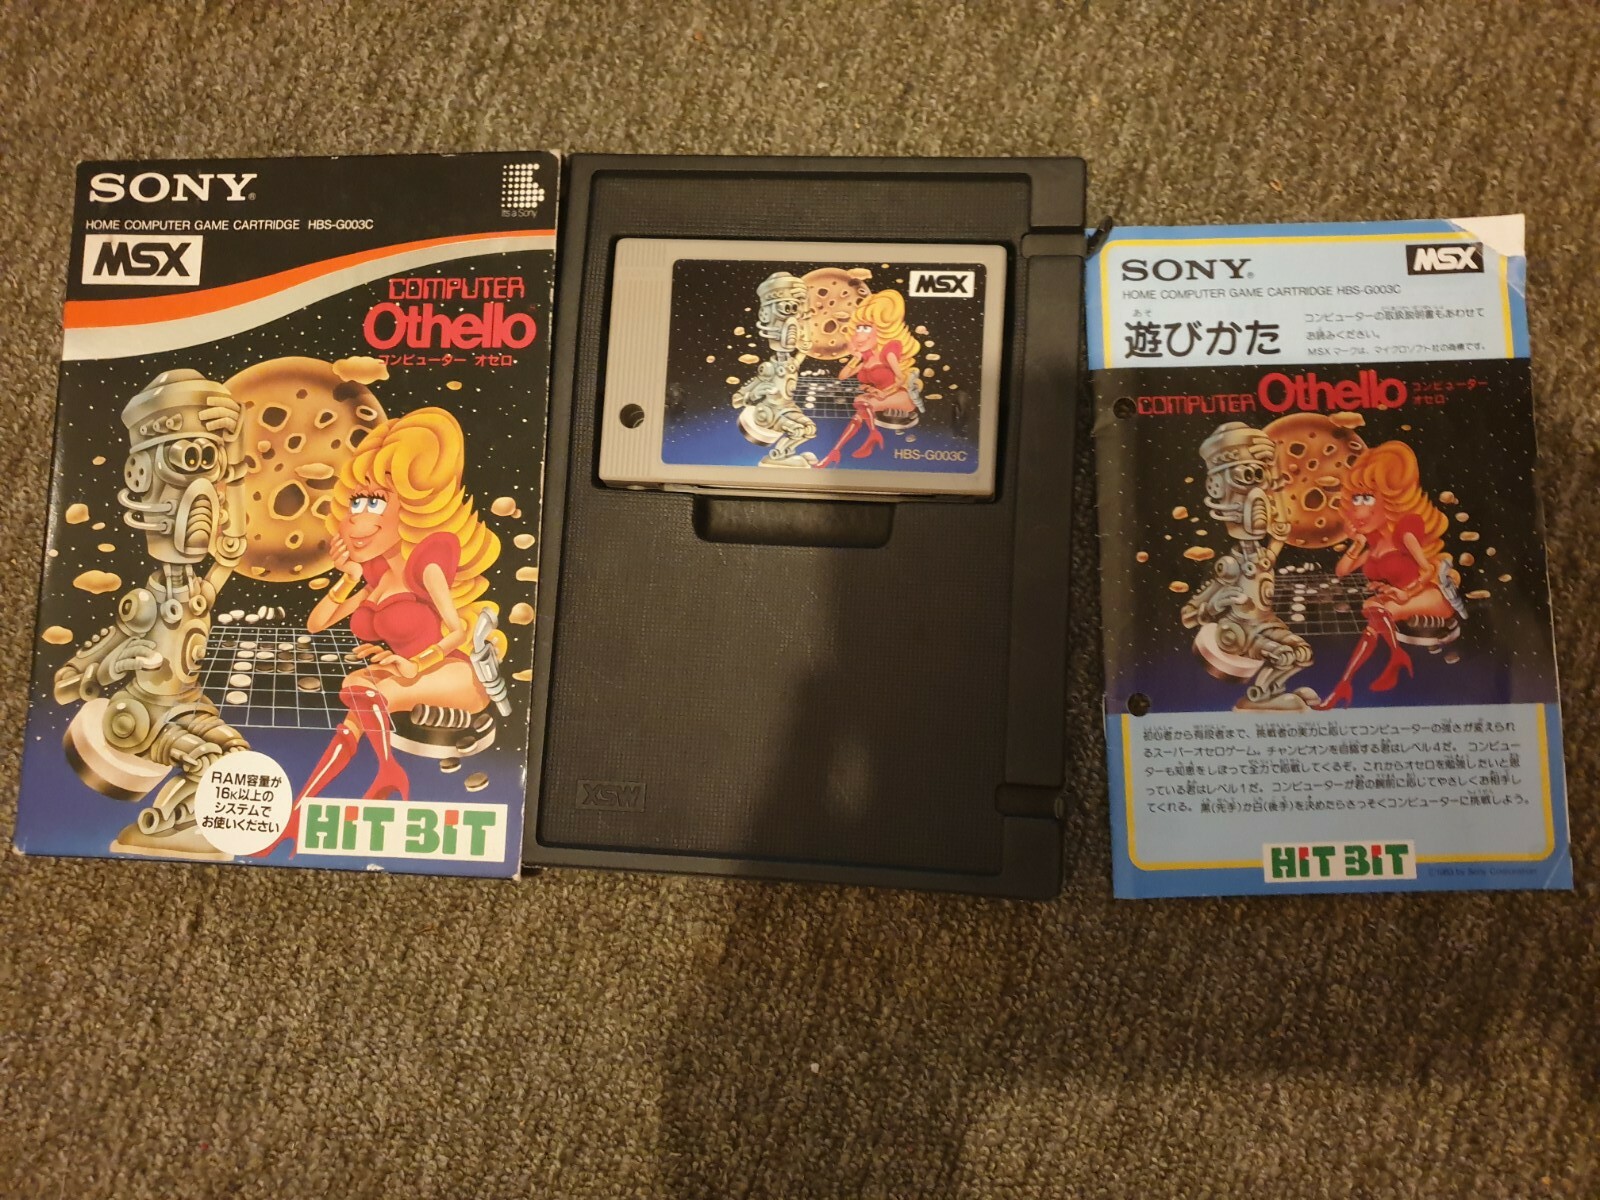 SONY®
It's a Sony
HOME COMPUTER GAME CARTRIDGE HBS-G003C
MSX
COMPUTER
Othello
コンピューター オセロ
RAM容量が
16K以上の
システムで
お使いください
HiT BiT
MSX
HBS-G003C
MSX
SONY®
MSX
HOME COMPUTER GAME CARTRIDGE HBS-G003C
あそ
遊びかた
コンピューターの取扱説明書もあわせて
お読みください。
MSXマークは、マイクロソフト社の商標です。
COMPUTER Othello コンピューター
オセロ
初心者から有段者まで、挑戦者の実力に応じてコンピューターの強さが変えられ
るスーパーオセロゲーム。チャンピオンを自認する君はレベル4だ。コンピュー
ターも知恵をしぼって全力で応戦してくるぞ。これからオセロを勉強したいと思
っている君はレベル1だ。コンピューターが君の腕前に応じてやさしくお相手し
てくれる。黒(先手)か白(後手)を決めたらさっそくコンピューターに挑戦しよう。
HiT BiT
©1983 by Sony Corporation